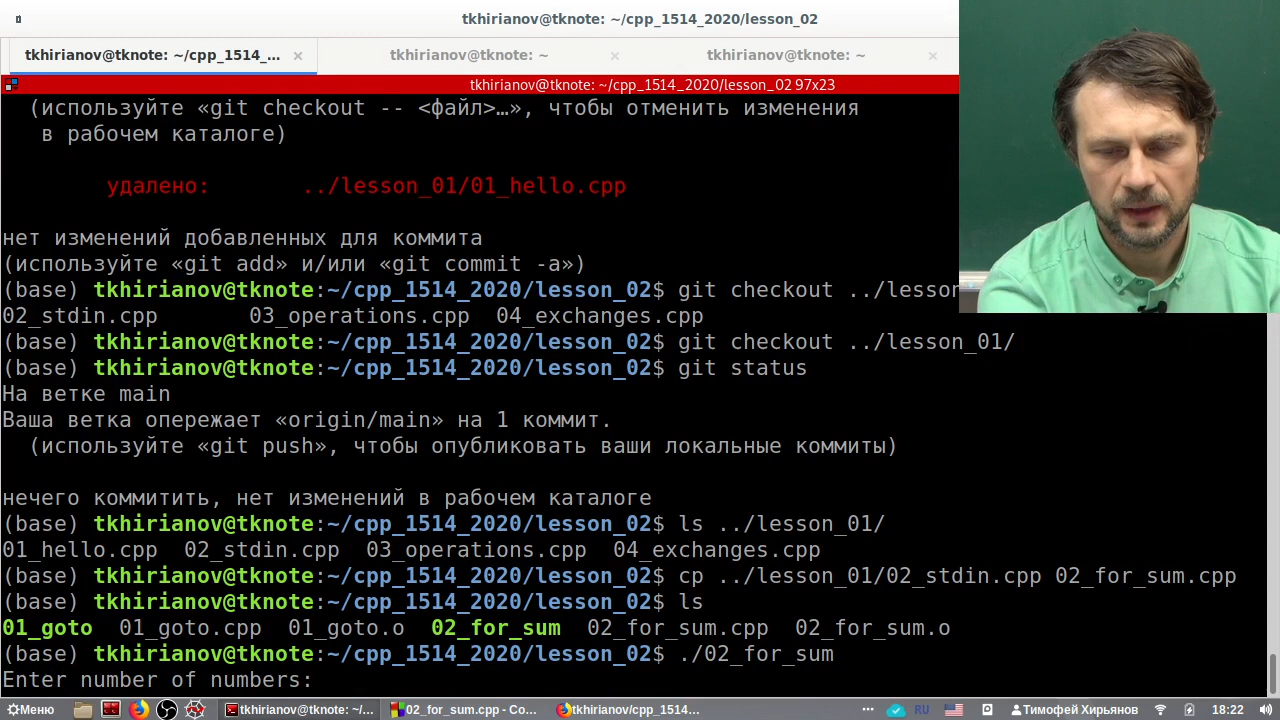 tkhirianov@tknote: ~/cpp_1514_2020/lesson_02
tkhirianov@tknote: ~/cpp_1514_... × tkhirianov@tknote: ~ × tkhirianov@tknote: ~ ×
tkhirianov@tknote: ~/cpp_1514_2020/lesson_02 97x23
(используйте «git checkout -- <файл>…», чтобы отменить изменения
в рабочем каталоге)
удалено: ../lesson_01/01_hello.cpp
нет изменений добавленных для коммита
(используйте «git add» и/или «git commit -a»)
(base) tkhirianov@tknote:~/cpp_1514_2020/lesson_02$ git checkout ../lesson
02_stdin.cpp 03_operations.cpp 04_exchanges.cpp
(base) tkhirianov@tknote:~/cpp_1514_2020/lesson_02$ git checkout ../lesson_01/
(base) tkhirianov@tknote:~/cpp_1514_2020/lesson_02$ git status
На ветке main
Ваша ветка опережает «origin/main» на 1 коммит.
(используйте «git push», чтобы опубликовать ваши локальные коммиты)
нечего коммитить, нет изменений в рабочем каталоге
(base) tkhirianov@tknote:~/cpp_1514_2020/lesson_02$ ls ../lesson_01/
01_hello.cpp 02_stdin.cpp 03_operations.cpp 04_exchanges.cpp
(base) tkhirianov@tknote:~/cpp_1514_2020/lesson_02$ cp ../lesson_01/02_stdin.cpp 02_for_sum.cpp
(base) tkhirianov@tknote:~/cpp_1514_2020/lesson_02$ ls
01_goto 01_goto.cpp 01_goto.o 02_for_sum 02_for_sum.cpp 02_for_sum.o
(base) tkhirianov@tknote:~/cpp_1514_2020/lesson_02$ ./02_for_sum
Enter number of numbers:
Меню tkhirianov@tknote: ~/... 02_for_sum.cpp - Co... tkhirianov/cpp_1514... RU Тимофей Хирьянов 18:22